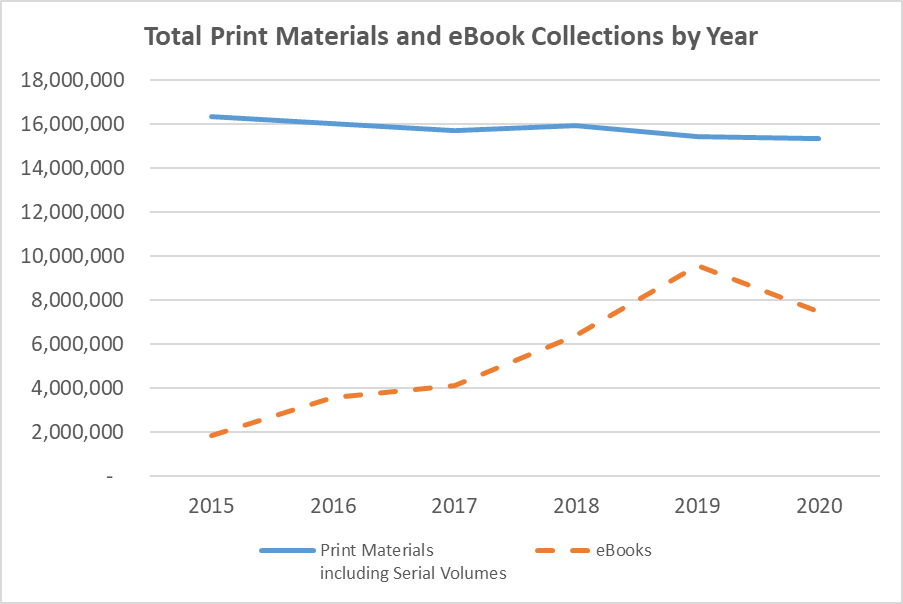 Total Print Materials and eBook Collections by Year
18,000,000
16,000,000
14,000,000
12,000,000
10,000,000
8,000,000
6,000,000
4,000,000
2,000,000
-
2015 2016 2017 2018 2019 2020
Print Materials eBooks
including Serial Volumes